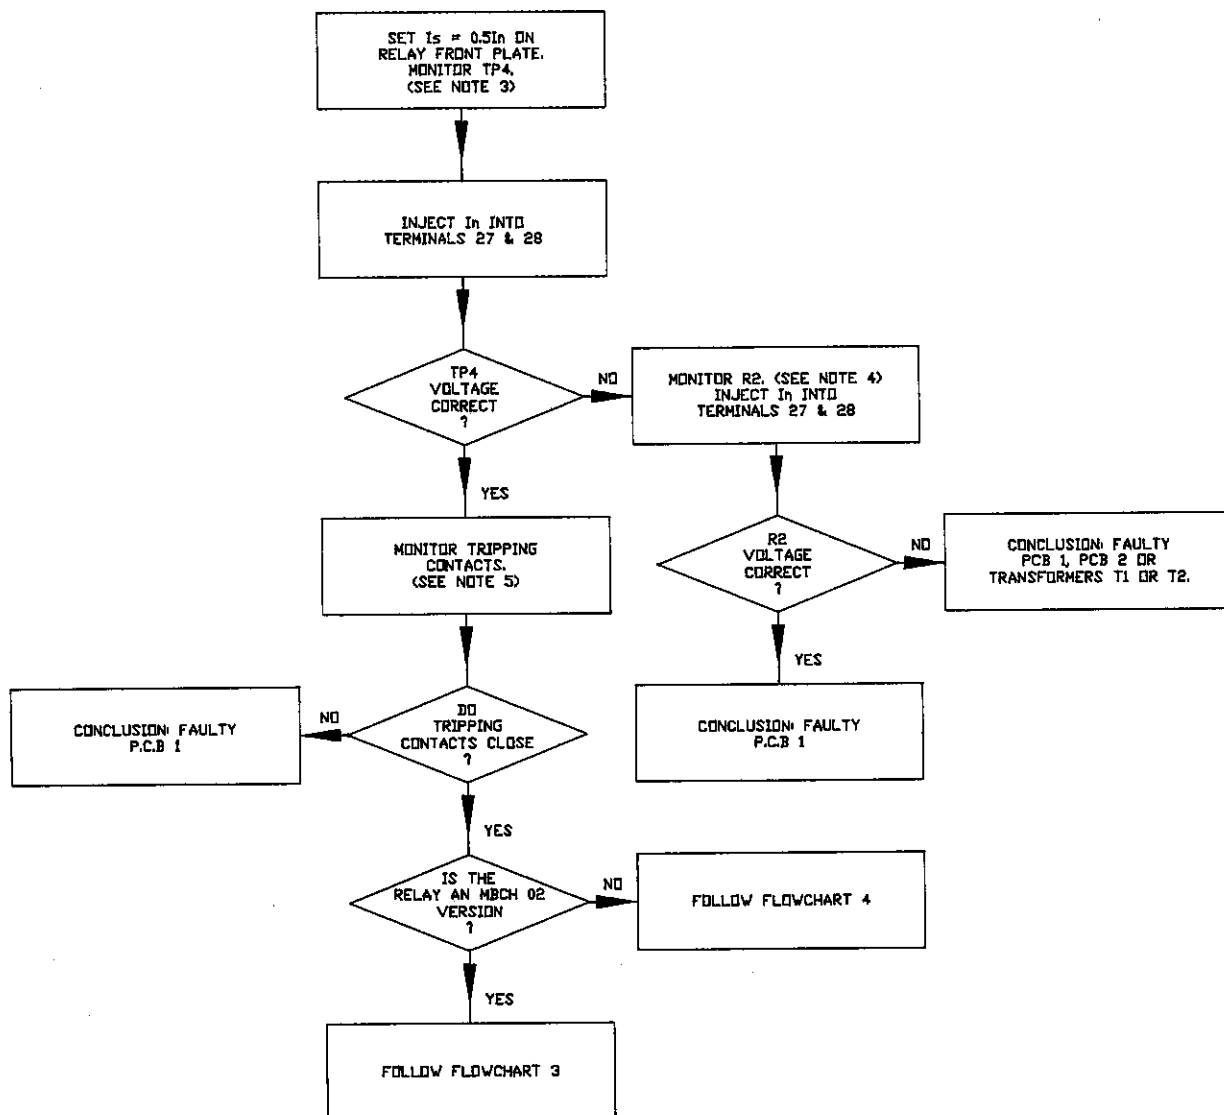 SET Is = 0.5In ON
RELAY FRONT PLATE.
MONITOR TP4.
(SEE NOTE 3)
INJECT In INTO
TERMINALS 27 & 28
TP4
VOLTAGE
CORRECT
?
NO
MONITOR R2. (SEE NOTE 4)
INJECT In INTO
TERMINALS 27 & 28
YES
MONITOR TRIPPING
CONTACTS.
(SEE NOTE 5)
R2
VOLTAGE
CORRECT
?
NO
CONCLUSION: FAULTY
PCB 1, PCB 2 OR
TRANSFORMERS T1 OR T2.
YES
CONCLUSION: FAULTY
P.C.B 1
DO
TRIPPING
CONTACTS CLOSE
?
NO
CONCLUSION: FAULTY
P.C.B 1
YES
IS THE
RELAY AN MBCH 02
VERSION
?
NO
FOLLOW FLOWCHART 4
YES
FOLLOW FLOWCHART 3